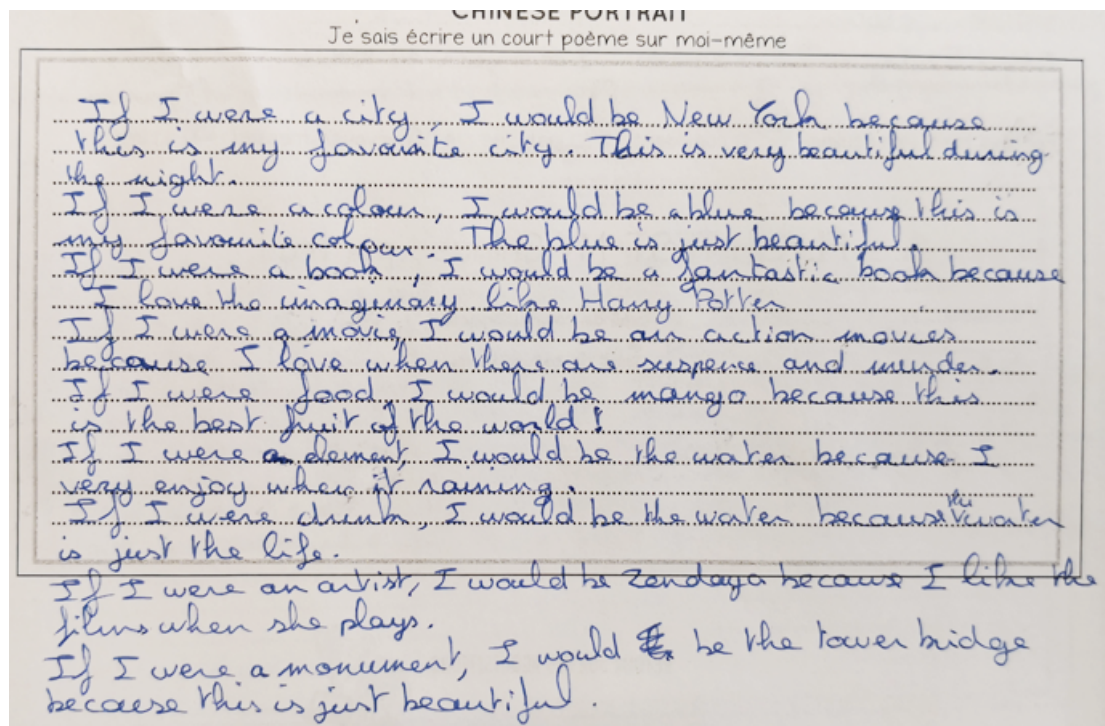 CHINESE PORTRAIT
Je sais écrire un court poème sur moi-même
If I were a city, I would be New York because
this is my favourite city. This is very beautiful during
the night.
If I were a colour, I would be a blue because this is
my favourite colour. The blue is just beautiful.
If I were a book, I would be a fantastic book because
I love the imaginary like Harry Potter
If I were a movie, I would be an action movies
because I love when there are suspence and murder.
If I were food, I would be mango because this
is the best fruit of the world!
If I were a element, I would be the water because I
very enjoy when it raining.
If I were drink, I would be the water because the water
is just the life.
If I were an artist, I would be Zendaya because I like the
films when she plays.
If I were a monument, I would be the tower bridge
because this is just beautiful.